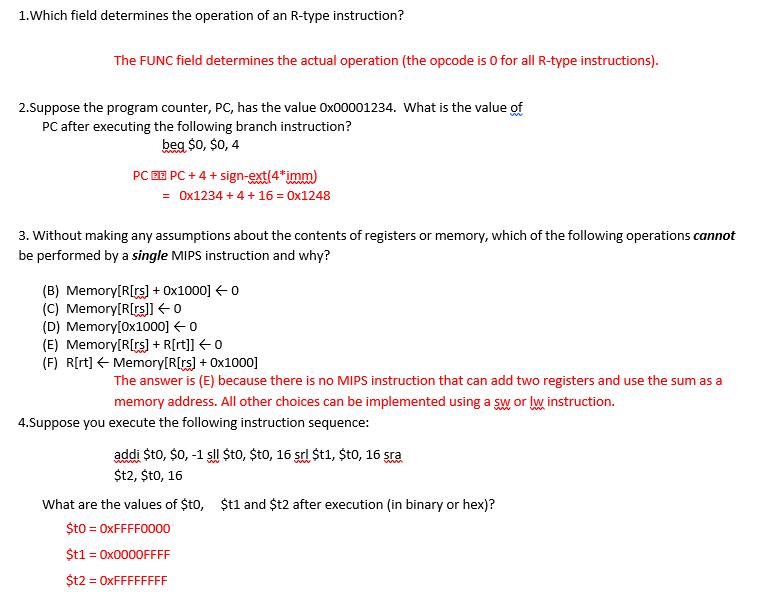 1.Which field determines the operation of an R-type instruction?
The FUNC field determines the actual operation (the opcode is 0 for all R-type instructions).
2.Suppose the program counter, PC, has the value 0x00001234. What is the value of
PC after executing the following branch instruction?
beq $0, $0, 4
PC PC + 4 + sign-ext(4*imm)
= 0x1234 + 4 + 16 = 0x1248
3. Without making any assumptions about the contents of registers or memory, which of the following operations cannot
be performed by a single MIPS instruction and why?
(B) Memory[R[rs] + 0x1000] ← 0
(C) Memory[R[rs]] ← 0
(D) Memory[0x1000] ← 0
(E) Memory[R[rs] + R[rt]] ← 0
(F) R[rt] ← Memory[R[rs] + 0x1000]
The answer is (E) because there is no MIPS instruction that can add two registers and use the sum as a
memory address. All other choices can be implemented using a sw or lw instruction.
4.Suppose you execute the following instruction sequence:
addi $t0, $0, -1 sll $t0, $t0, 16 srl $t1, $t0, 16 sra
$t2, $t0, 16
What are the values of $t0, $t1 and $t2 after execution (in binary or hex)?
$t0 = 0xFFFF0000
$t1 = 0x0000FFFF
$t2 = 0xFFFFFFFF